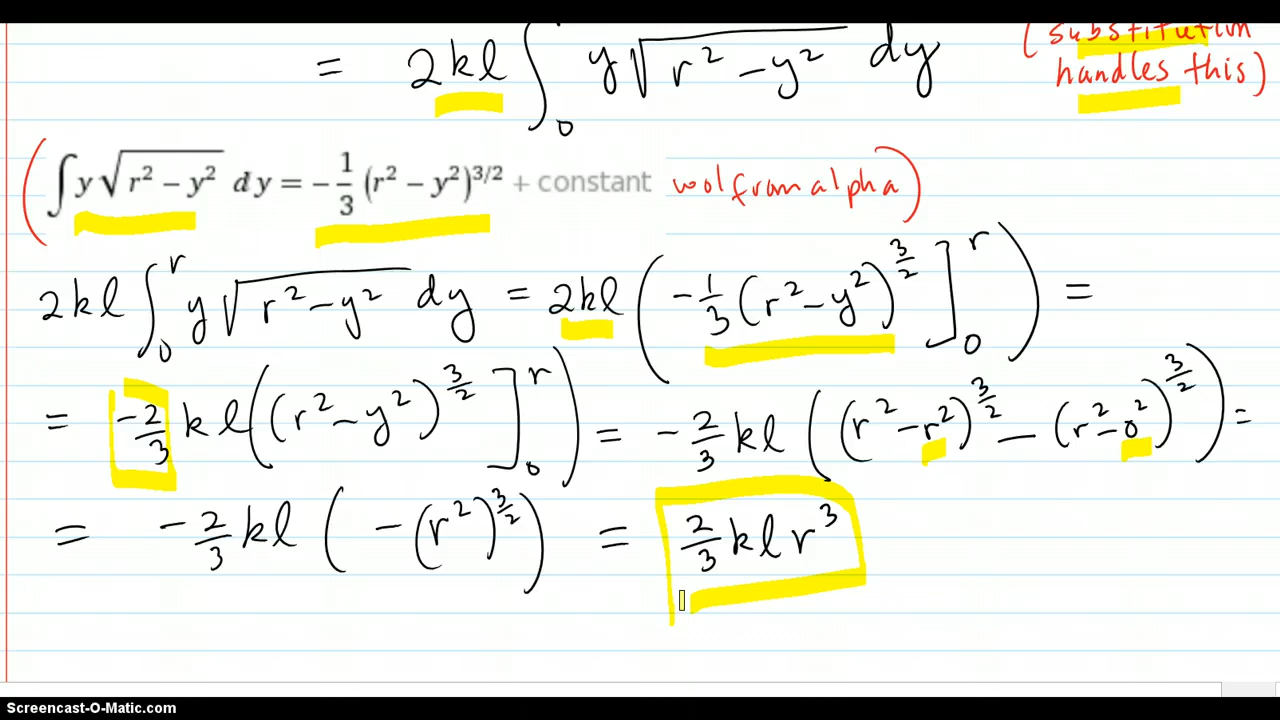 = 2kl ∫₀ y√(r² − y²) dy (substitution
handles this)
(∫ y√(r² − y²) dy = −1/3 (r² − y²)^(3/2) + constant wolframalpha)
2kl ∫₀^r y√(r² − y²) dy = 2kl (−1/3 (r² − y²)^(3/2)]₀^r) =
= −2/3 kl ((r² − y²)^(3/2)]₀^r) = −2/3 kl ((r² − r²)^(3/2) − (r² − 0²)^(3/2)) =
= −2/3 kl (−(r²)^(3/2)) = 2/3 klr³
Screencast-O-Matic.com